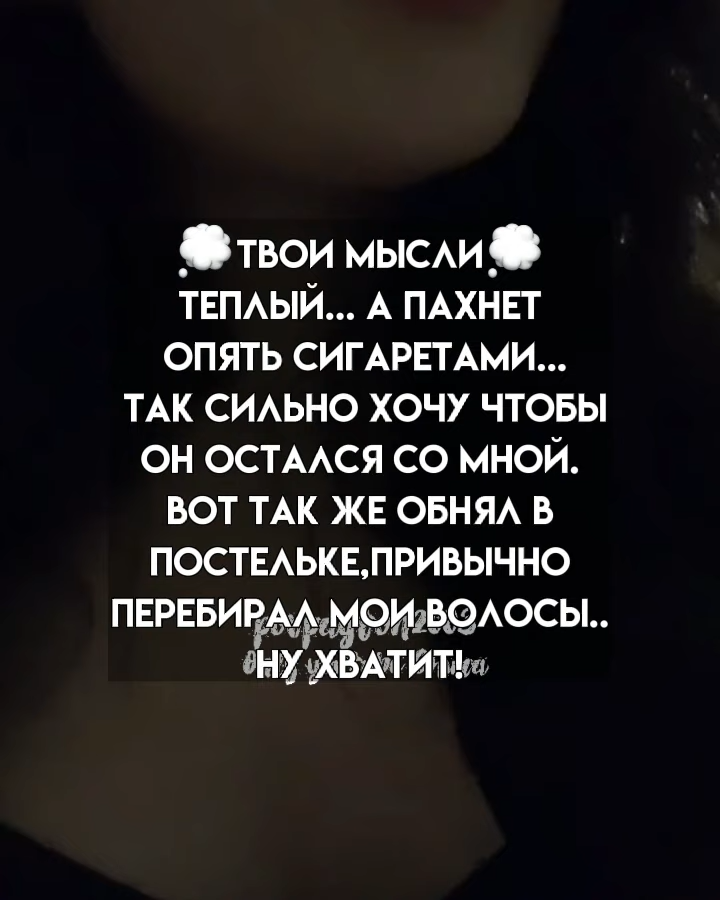 💭ТВОИ МЫСЛИ💭
ТЕПЛЫЙ... А ПАХНЕТ
ОПЯТЬ СИГАРЕТАМИ...
ТАК СИЛЬНО ХОЧУ ЧТОБЫ
ОН ОСТАЛСЯ СО МНОЙ.
ВОТ ТАК ЖЕ ОБНЯЛ В
ПОСТЕЛЬКЕ,ПРИВЫЧНО
ПЕРЕБИРАЛ МОИ ВОЛОСЫ..
НУ ХВАТИТ!